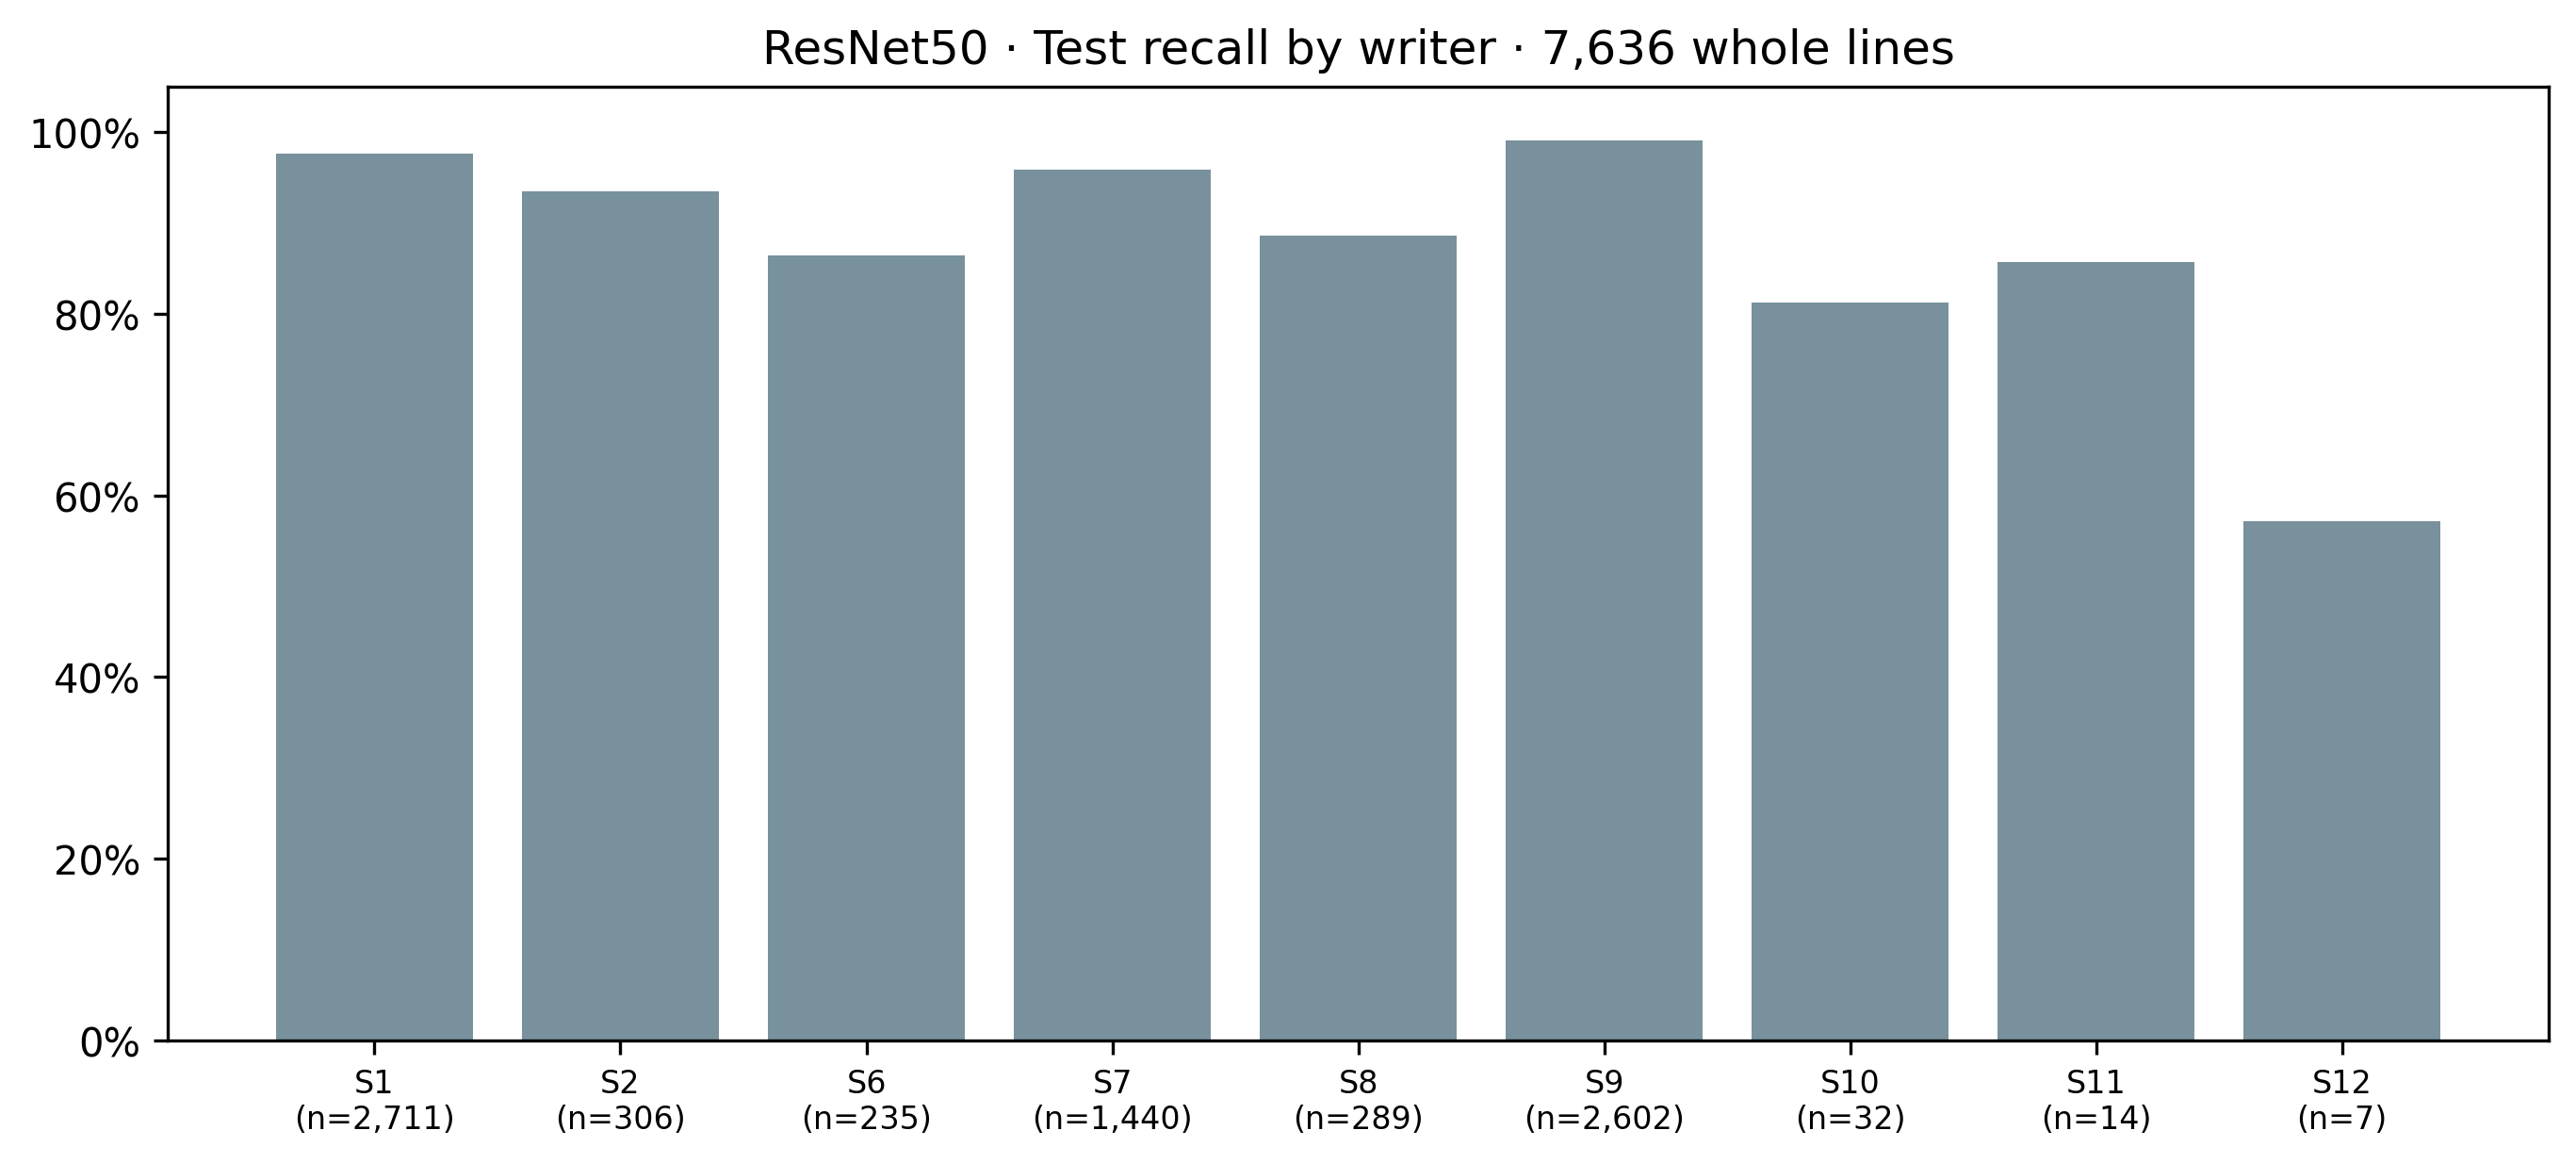 ResNet50 · Test recall by writer · 7,636 whole lines
100%
80%
60%
40%
20%
0%
S1 S2 S6 S7 S8 S9 S10 S11 S12
(n=2,711) (n=306) (n=235) (n=1,440) (n=289) (n=2,602) (n=32) (n=14) (n=7)